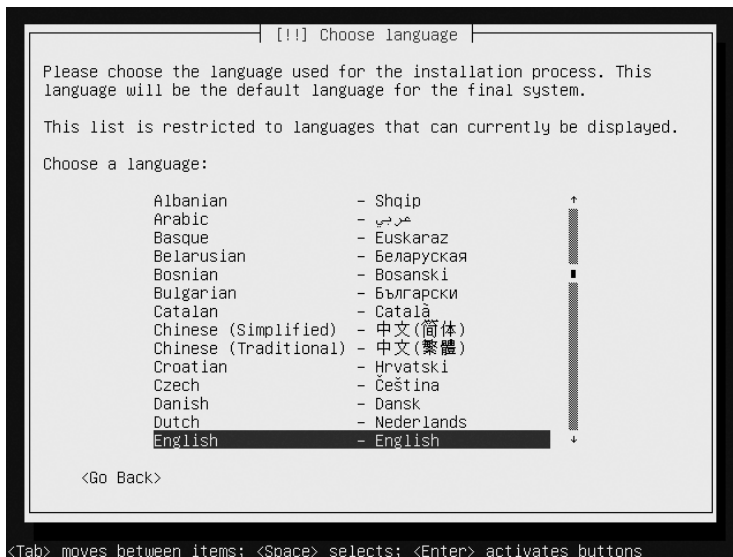 [!!] Choose language
Please choose the language used for the installation process. This
language will be the default language for the final system.
This list is restricted to languages that can currently be displayed.
Choose a language:
Albanian - Shqip
Arabic - عربي
Basque - Euskaraz
Belarusian - Беларуская
Bosnian - Bosanski
Bulgarian - Български
Catalan - Català
Chinese (Simplified) - 中文(简体)
Chinese (Traditional) - 中文(繁體)
Croatian - Hrvatski
Czech - Čeština
Danish - Dansk
Dutch - Nederlands
English - English
<Go Back>
<Tab> moves between items; <Space> selects; <Enter> activates buttons